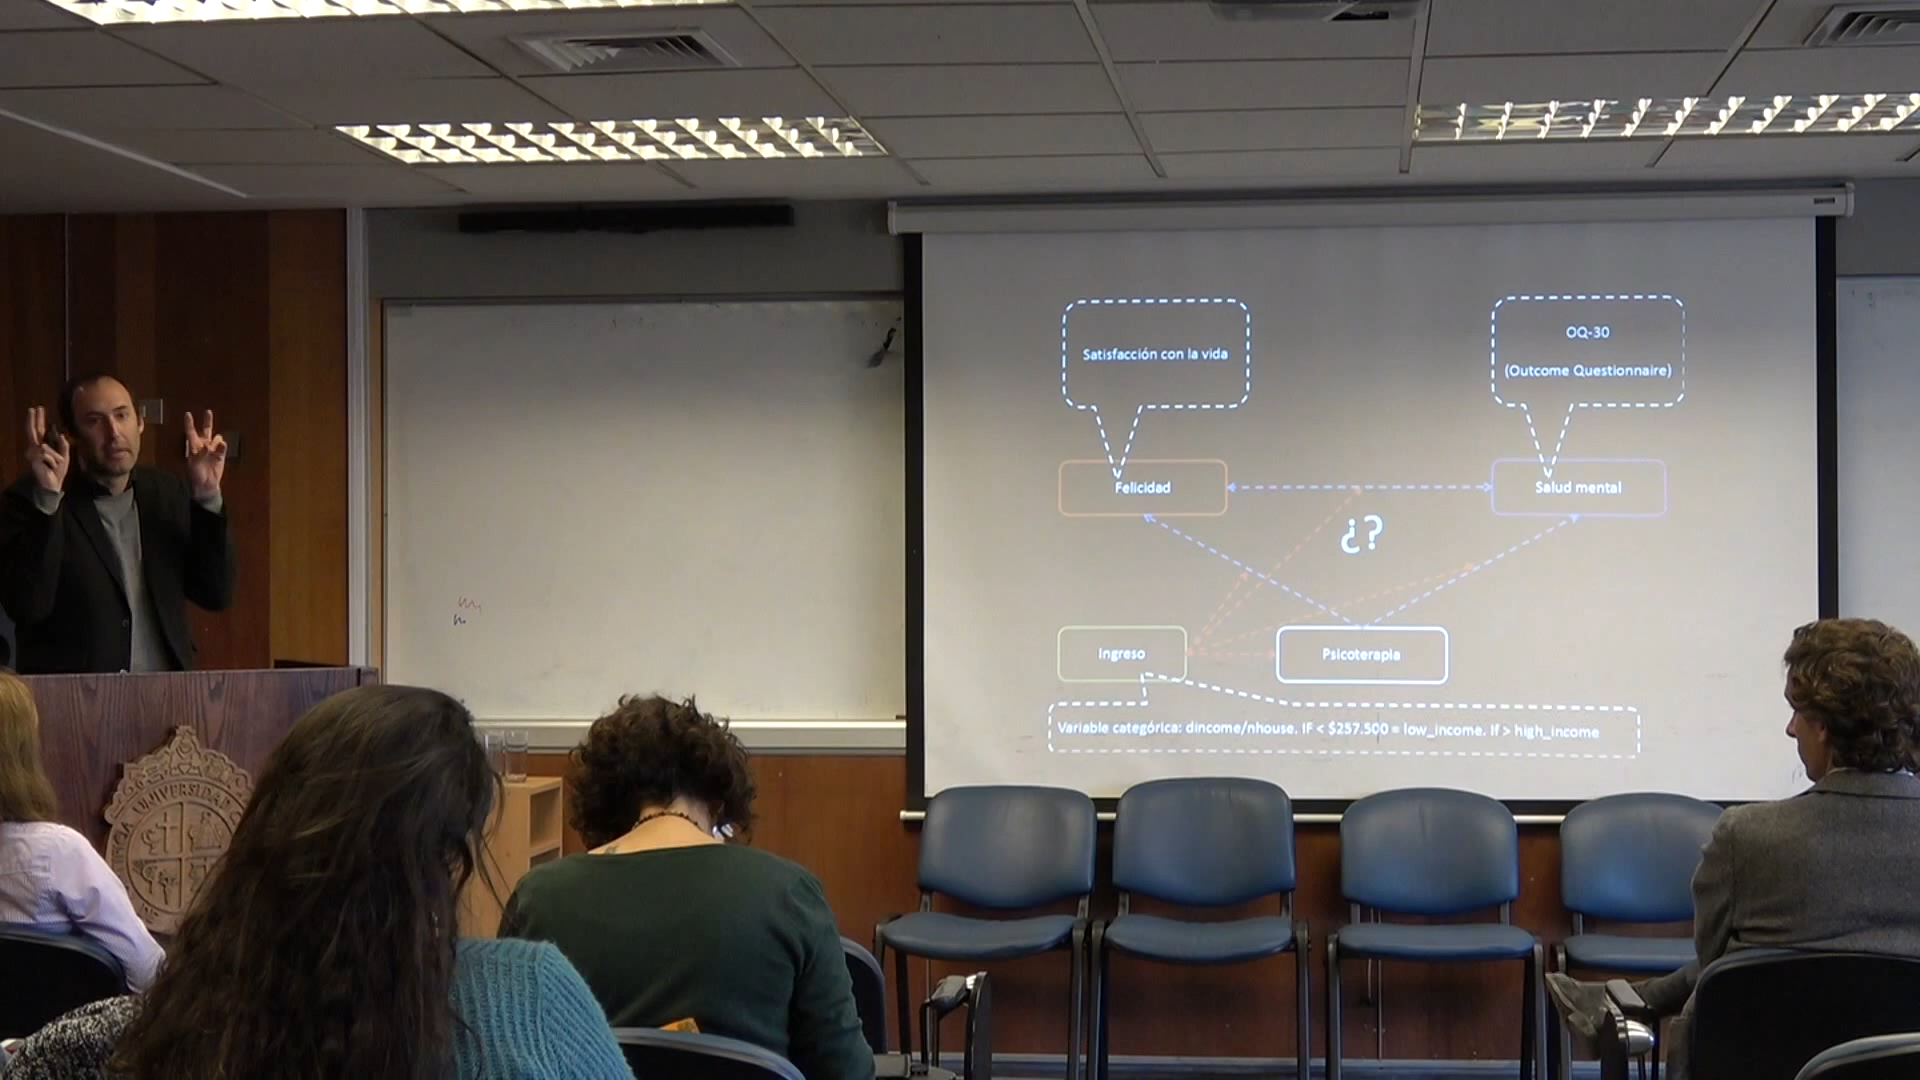 Satisfacción con la vida
OQ-30
(Outcome Questionnaire)
Felicidad
Salud mental
¿?
Ingreso
Psicoterapia
Variable categórica: dincome/nhouse. IF < $257.500 = low_income. If > high_income
UNIVERSIDAD